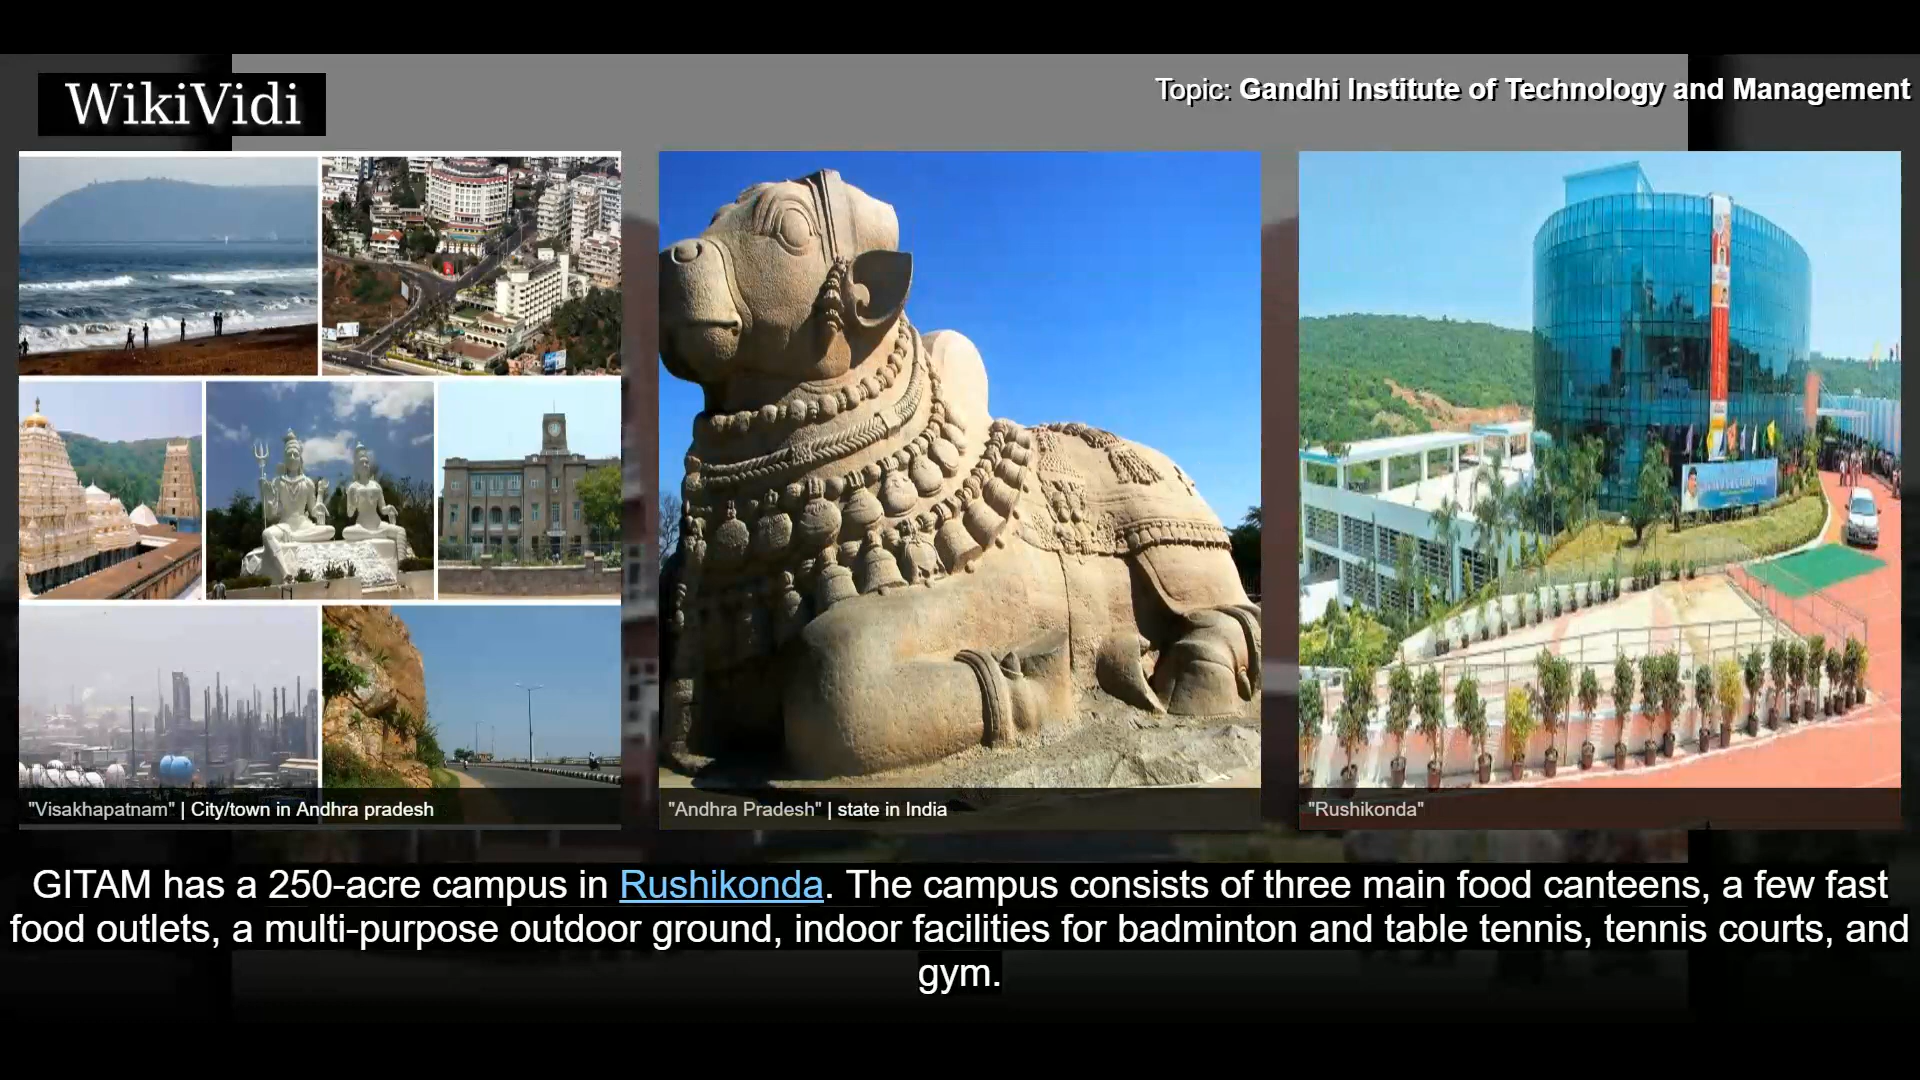 WikiVidi
Topic: Gandhi Institute of Technology and Management
"Visakhapatnam" | City/town in Andhra pradesh
"Andhra Pradesh" | state in India
"Rushikonda"
GITAM has a 250-acre campus in Rushikonda. The campus consists of three main food canteens, a few fast
food outlets, a multi-purpose outdoor ground, indoor facilities for badminton and table tennis, tennis courts, and
gym.